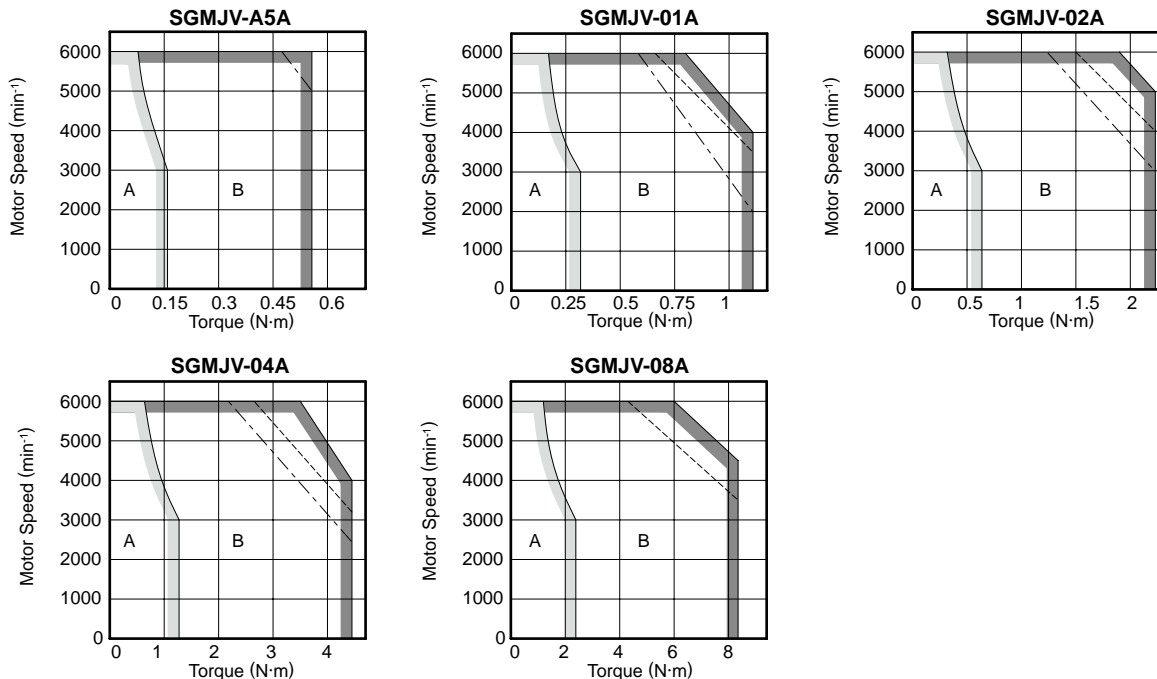 SGMJV-A5A
Motor Speed (min-1)
6000
5000
4000
3000
2000
1000
0
A
B
0 0.15 0.3 0.45 0.6
Torque (N·m)
SGMJV-01A
Motor Speed (min-1)
6000
5000
4000
3000
2000
1000
0
A
B
0 0.25 0.5 0.75 1
Torque (N·m)
SGMJV-02A
Motor Speed (min-1)
6000
5000
4000
3000
2000
1000
0
A
B
0 0.5 1 1.5 2
Torque (N·m)
SGMJV-04A
Motor Speed (min-1)
6000
5000
4000
3000
2000
1000
0
A
B
0 1 2 3 4
Torque (N·m)
SGMJV-08A
Motor Speed (min-1)
6000
5000
4000
3000
2000
1000
0
A
B
0 2 4 6 8
Torque (N·m)